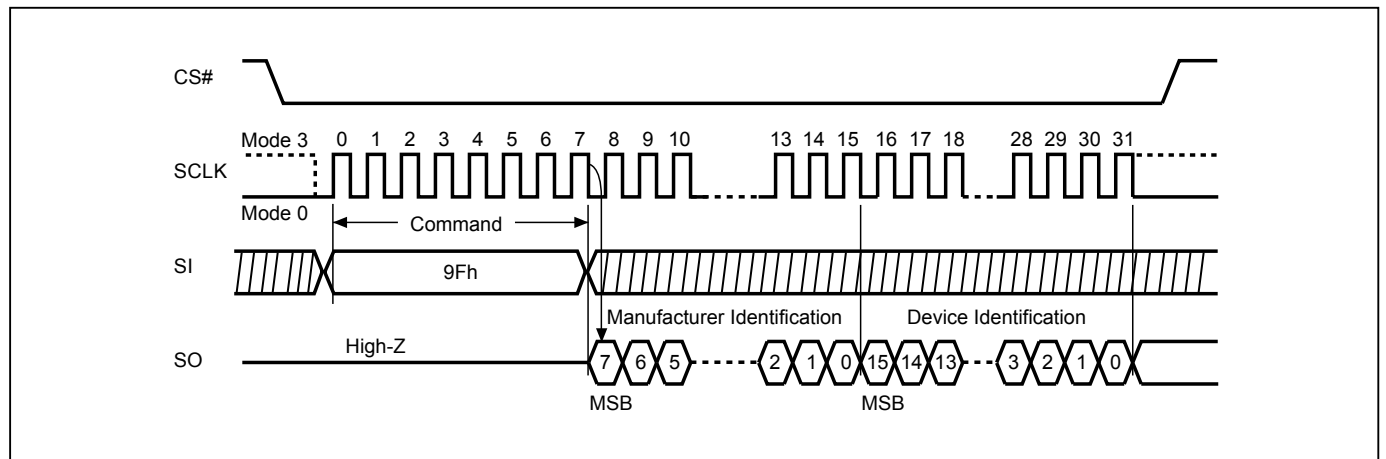 CS#
Mode 3 0 1 2 3 4 5 6 7 8 9 10 13 14 15 16 17 18 28 29 30 31
SCLK
Mode 0
Command
SI 9Fh
Manufacturer Identification Device Identification
High-Z
SO 7 6 5 2 1 0 15 14 13 3 2 1 0
MSB MSB